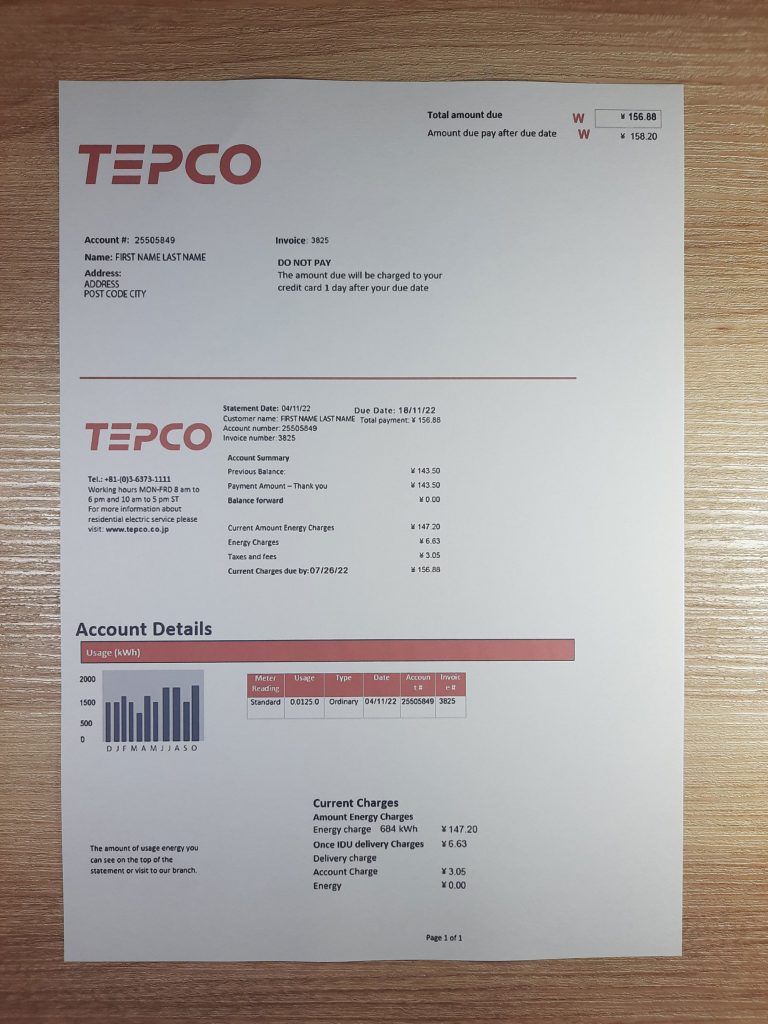 Total amount due W ¥ 156.88
Amount due pay after due date W ¥ 158.20
TEPCO
Account #: 25505849 Invoice: 3825
Name: FIRST NAME LAST NAME
DO NOT PAY
Address:
The amount due will be charged to your
ADDRESS
credit card 1 day after your due date
POST CODE CITY
TEPCO
Statement Date: 04/11/22 Due Date: 18/11/22
Customer name: FIRST NAME LAST NAME Total payment: ¥ 156.88
Account number: 25505849
Invoice number: 3825
Account Summary
Previous Balance: ¥ 143.50
Payment Amount – Thank you ¥ 143.50
Balance forward ¥ 0.00
Current Amount Energy Charges ¥ 147.20
Energy Charges ¥ 6.63
Taxes and fees ¥ 3.05
Current Charges due by: 07/26/22 ¥ 156.88
Tel.: +81-(0)3-6373-1111
Working hours MON-FRD 8 am to
6 pm and 10 am to 5 pm ST
For more information about
residential electric service please
visit: www.tepco.co.jp
Account Details
Usage (kWh)
2000
1500
500
0
D J F M A M J J A S O
Meter Reading Usage Type Date Accoun t # Invoic e #
Standard 0.0125.0 Ordinary 04/11/22 25505849 3825
Current Charges
Amount Energy Charges
Energy charge 684 kWh ¥ 147.20
Once IDU delivery Charges ¥ 6.63
Delivery charge
Account Charge ¥ 3.05
Energy ¥ 0.00
The amount of usage energy you
can see on the top of the
statement or visit to our branch.
Page 1 of 1